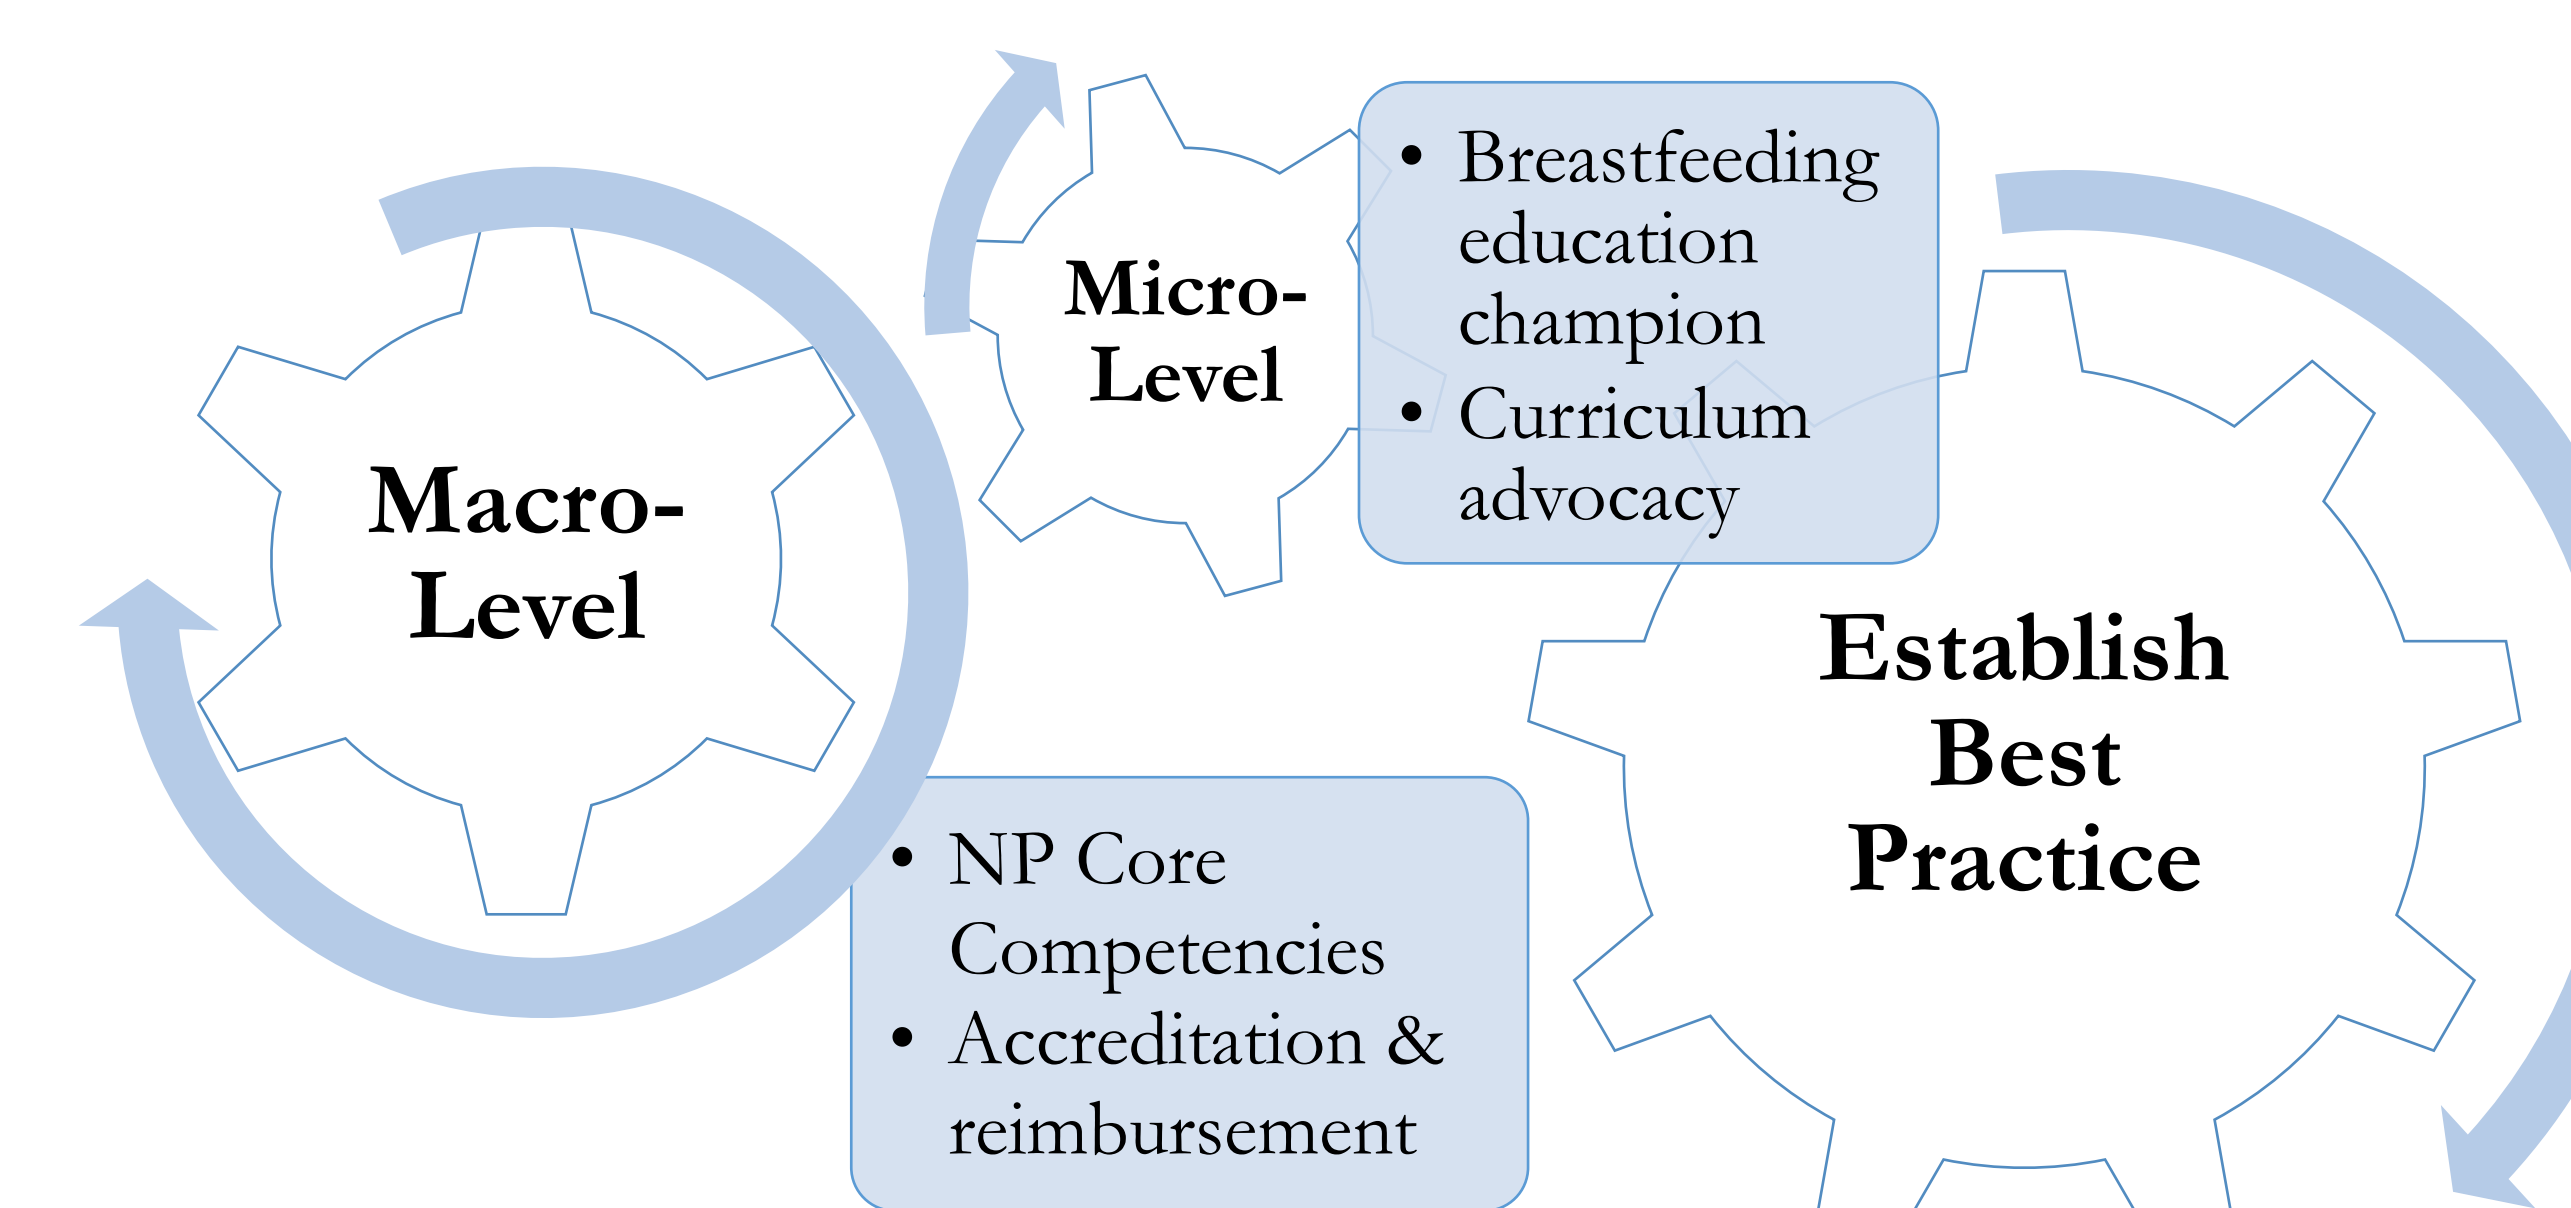 Macro-
Level
• NP Core
Competencies
• Accreditation &
reimbursement
Micro-
Level
• Breastfeeding
education
champion
• Curriculum
advocacy
Establish
Best
Practice